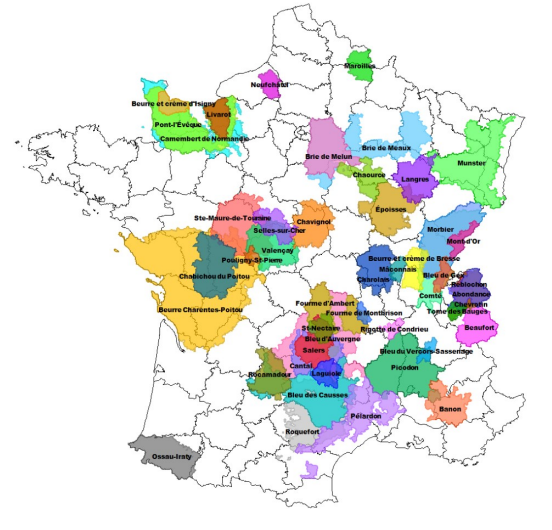 Maroilles
Neufchâtel
Beurre et crème d'Isigny
Livarot
Pont-l'Évêque
Camembert de Normandie
Brie de Meaux
Brie de Melun
Munster
Chaource
Langres
Époisses
Ste-Maure-de-Touraine
Chavignol
Selles-sur-Cher
Valençay
Pouligny-St-Pierre
Chabichou du Poitou
Beurre Charentes-Poitou
Morbier
Mont-d'Or
Beurre et crème de Bresse
Mâconnais
Bleu de Gex
Charolais
Comté
Reblochon
Abondance
Chevrotin
Tome des Bauges
Beaufort
Fourme d'Ambert
Fourme de Montbrison
St-Nectaire
Rigotte de Condrieu
Bleu d'Auvergne
Salers
Bleu du Vercors-Sassenage
Cantal
Picodon
Rocamadour
Laguiole
Bleu des Causses
Banon
Pélardon
Roquefort
Ossau-Iraty